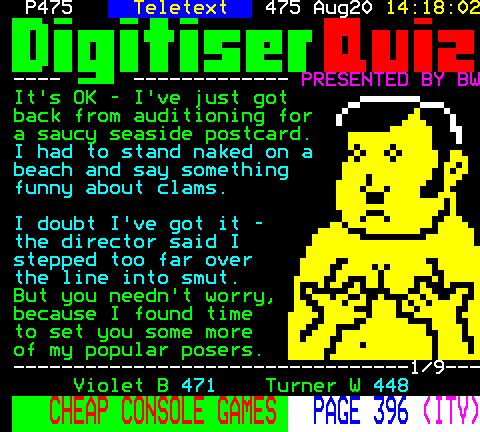 P475 Teletext 475 Aug20 14:18:02
Digitiser Quiz
PRESENTED BY BW
It's OK - I've just got
back from auditioning for
a saucy seaside postcard.
I had to stand naked on a
beach and say something
funny about clams.
I doubt I've got it -
the director said I
stepped too far over
the line into smut.
But you needn't worry,
because I found time
to set you some more
of my popular posers.
1/9
Violet B 471 Turner W 448
CHEAP CONSOLE GAMES PAGE 396 (ITV)